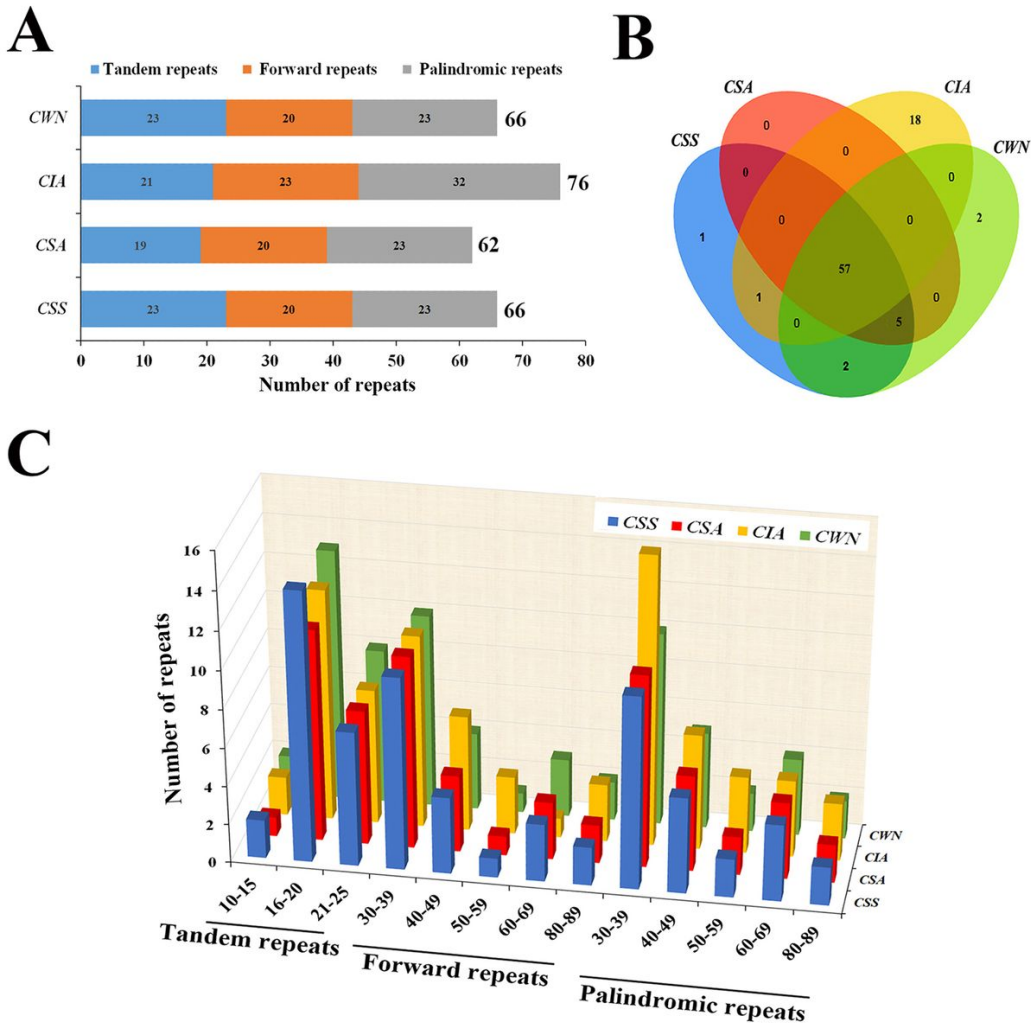 A
Tandem repeats Forward repeats Palindromic repeats
CWN 23 20 23 66
CIA 21 23 32 76
CSA 19 20 23 62
CSS 23 20 23 66
0 10 20 30 40 50 60 70 80
Number of repeats
B
CSA CIA
CSS CWN
0 18
0
0 0
1 0 0 2
57
1 0
0 5
2
C
CSS CSA CIA CWN
Number of repeats
16
14
12
10
8
6
4
2
0
CWN
CIA
CSA
CSS
10-15 16-20 21-25 30-39 40-49 50-59 60-69 80-89 30-39 40-49 50-59 60-69 80-89
Tandem repeats Forward repeats Palindromic repeats